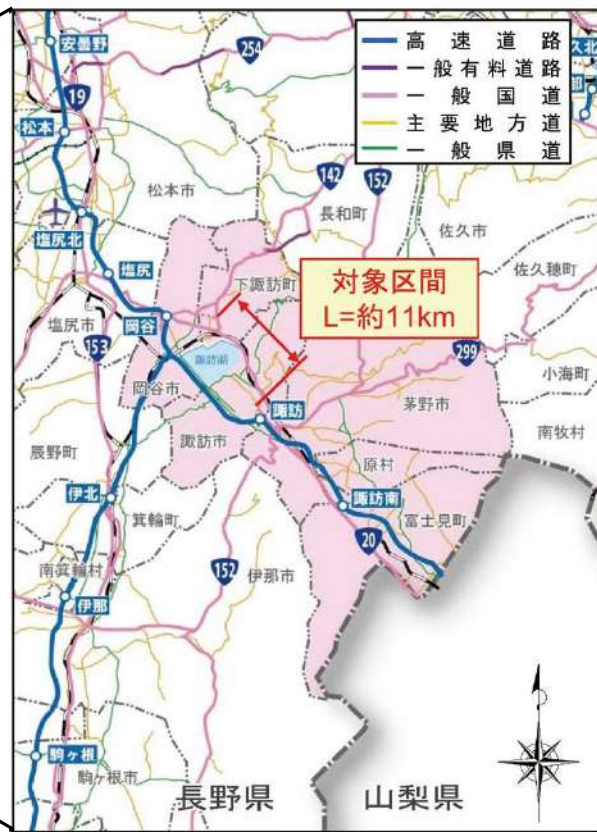 安曇野
254
高速道路
一般有料道路
一般国道
主要地方道
一般県道
久北
部
19
松本
松本市
142
152
長和町
佐久市
塩尻北
塩尻
下諏訪町
佐久穂町
対象区間
L=約11km
塩尻市
岡谷
153
諏訪湖
299
岡谷市
小海町
諏訪
茅野市
辰野町
諏訪市
南牧村
原村
伊北
諏訪南
箕輪町
富士見町
20
152
南箕輪村
伊那市
伊那
駒ヶ根
駒ヶ根市
長野県
山梨県